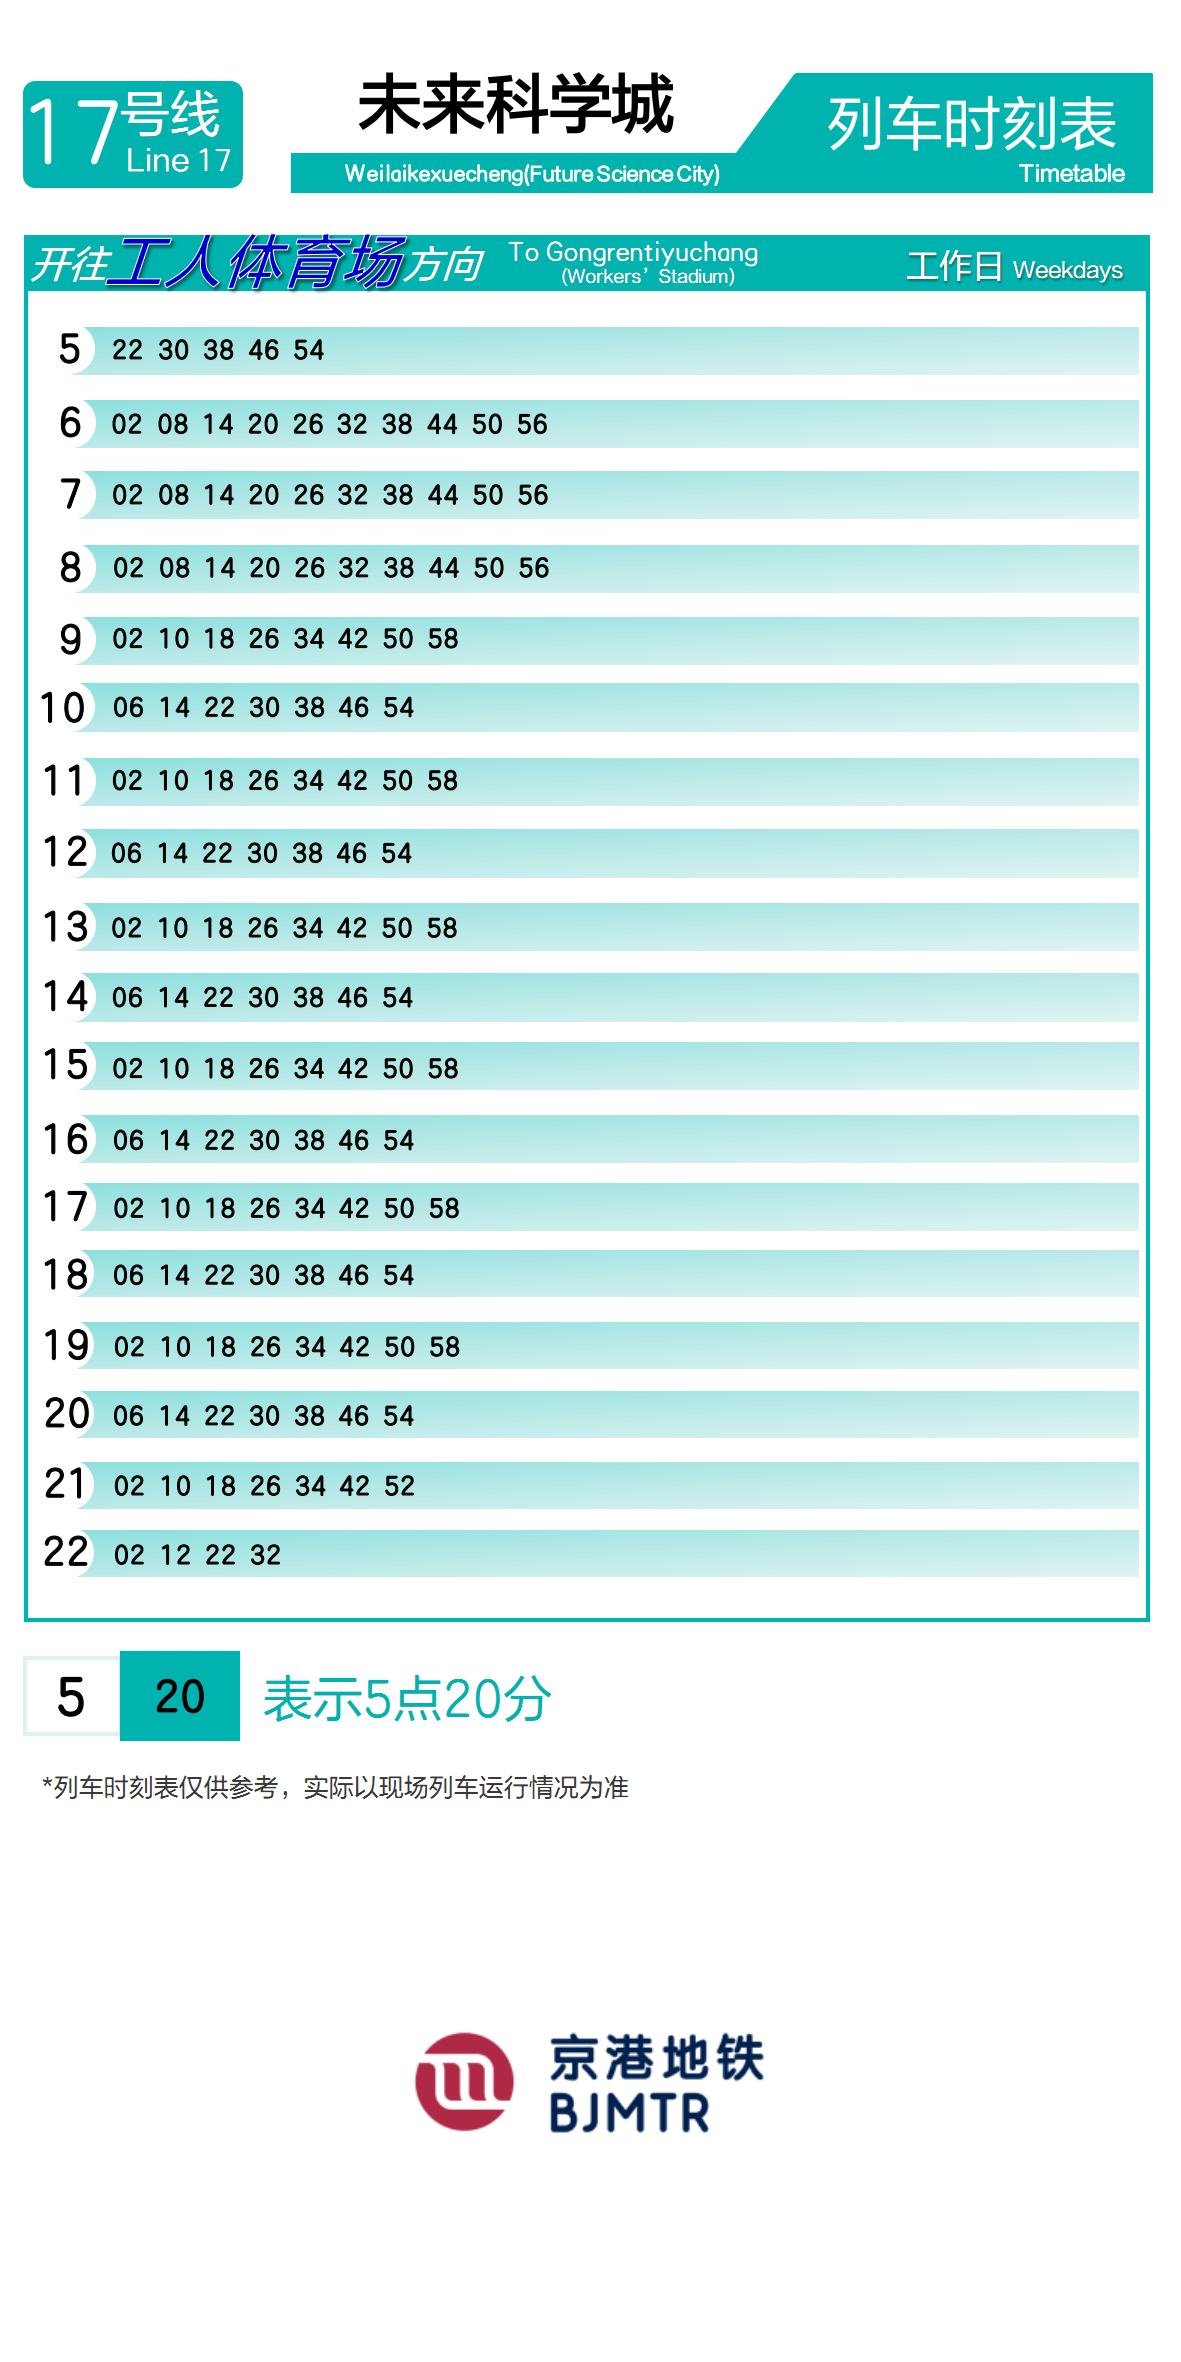 17号线
Line 17
未来科学城
Weilaikexuecheng(Future Science City)
列车时刻表
Timetable
开往工人体育场方向 To Gongrentiyuchang 工作日 Weekdays
(Workers’ Stadium)
5 22 30 38 46 54
6 02 08 14 20 26 32 38 44 50 56
7 02 08 14 20 26 32 38 44 50 56
8 02 08 14 20 26 32 38 44 50 56
9 02 10 18 26 34 42 50 58
10 06 14 22 30 38 46 54
11 02 10 18 26 34 42 50 58
12 06 14 22 30 38 46 54
13 02 10 18 26 34 42 50 58
14 06 14 22 30 38 46 54
15 02 10 18 26 34 42 50 58
16 06 14 22 30 38 46 54
17 02 10 18 26 34 42 50 58
18 06 14 22 30 38 46 54
19 02 10 18 26 34 42 50 58
20 06 14 22 30 38 46 54
21 02 10 18 26 34 42 52
22 02 12 22 32
5 20 表示5点20分
*列车时刻表仅供参考，实际以现场列车运行情况为准
京港地铁
BJMTR